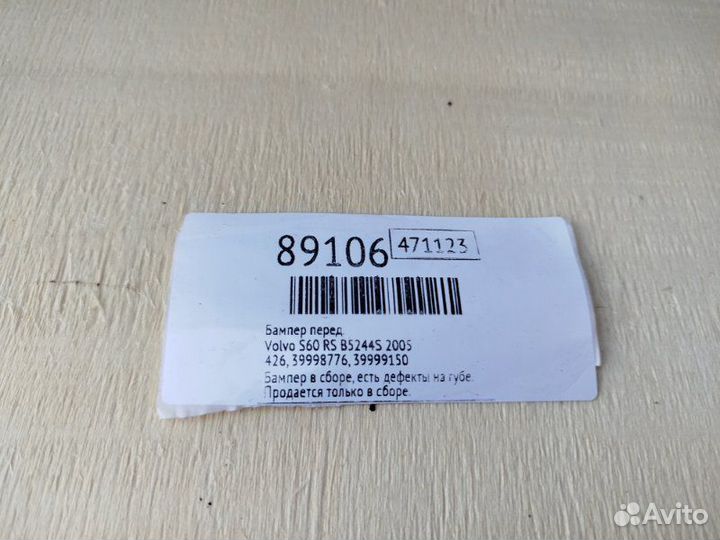 89106 471123
Бампер перед.
Volvo S60 RS B5244S 2005
426, 39998776, 39999150
Бампер в сборе, есть дефекты на губе.
Продается только в сборе.
Avito